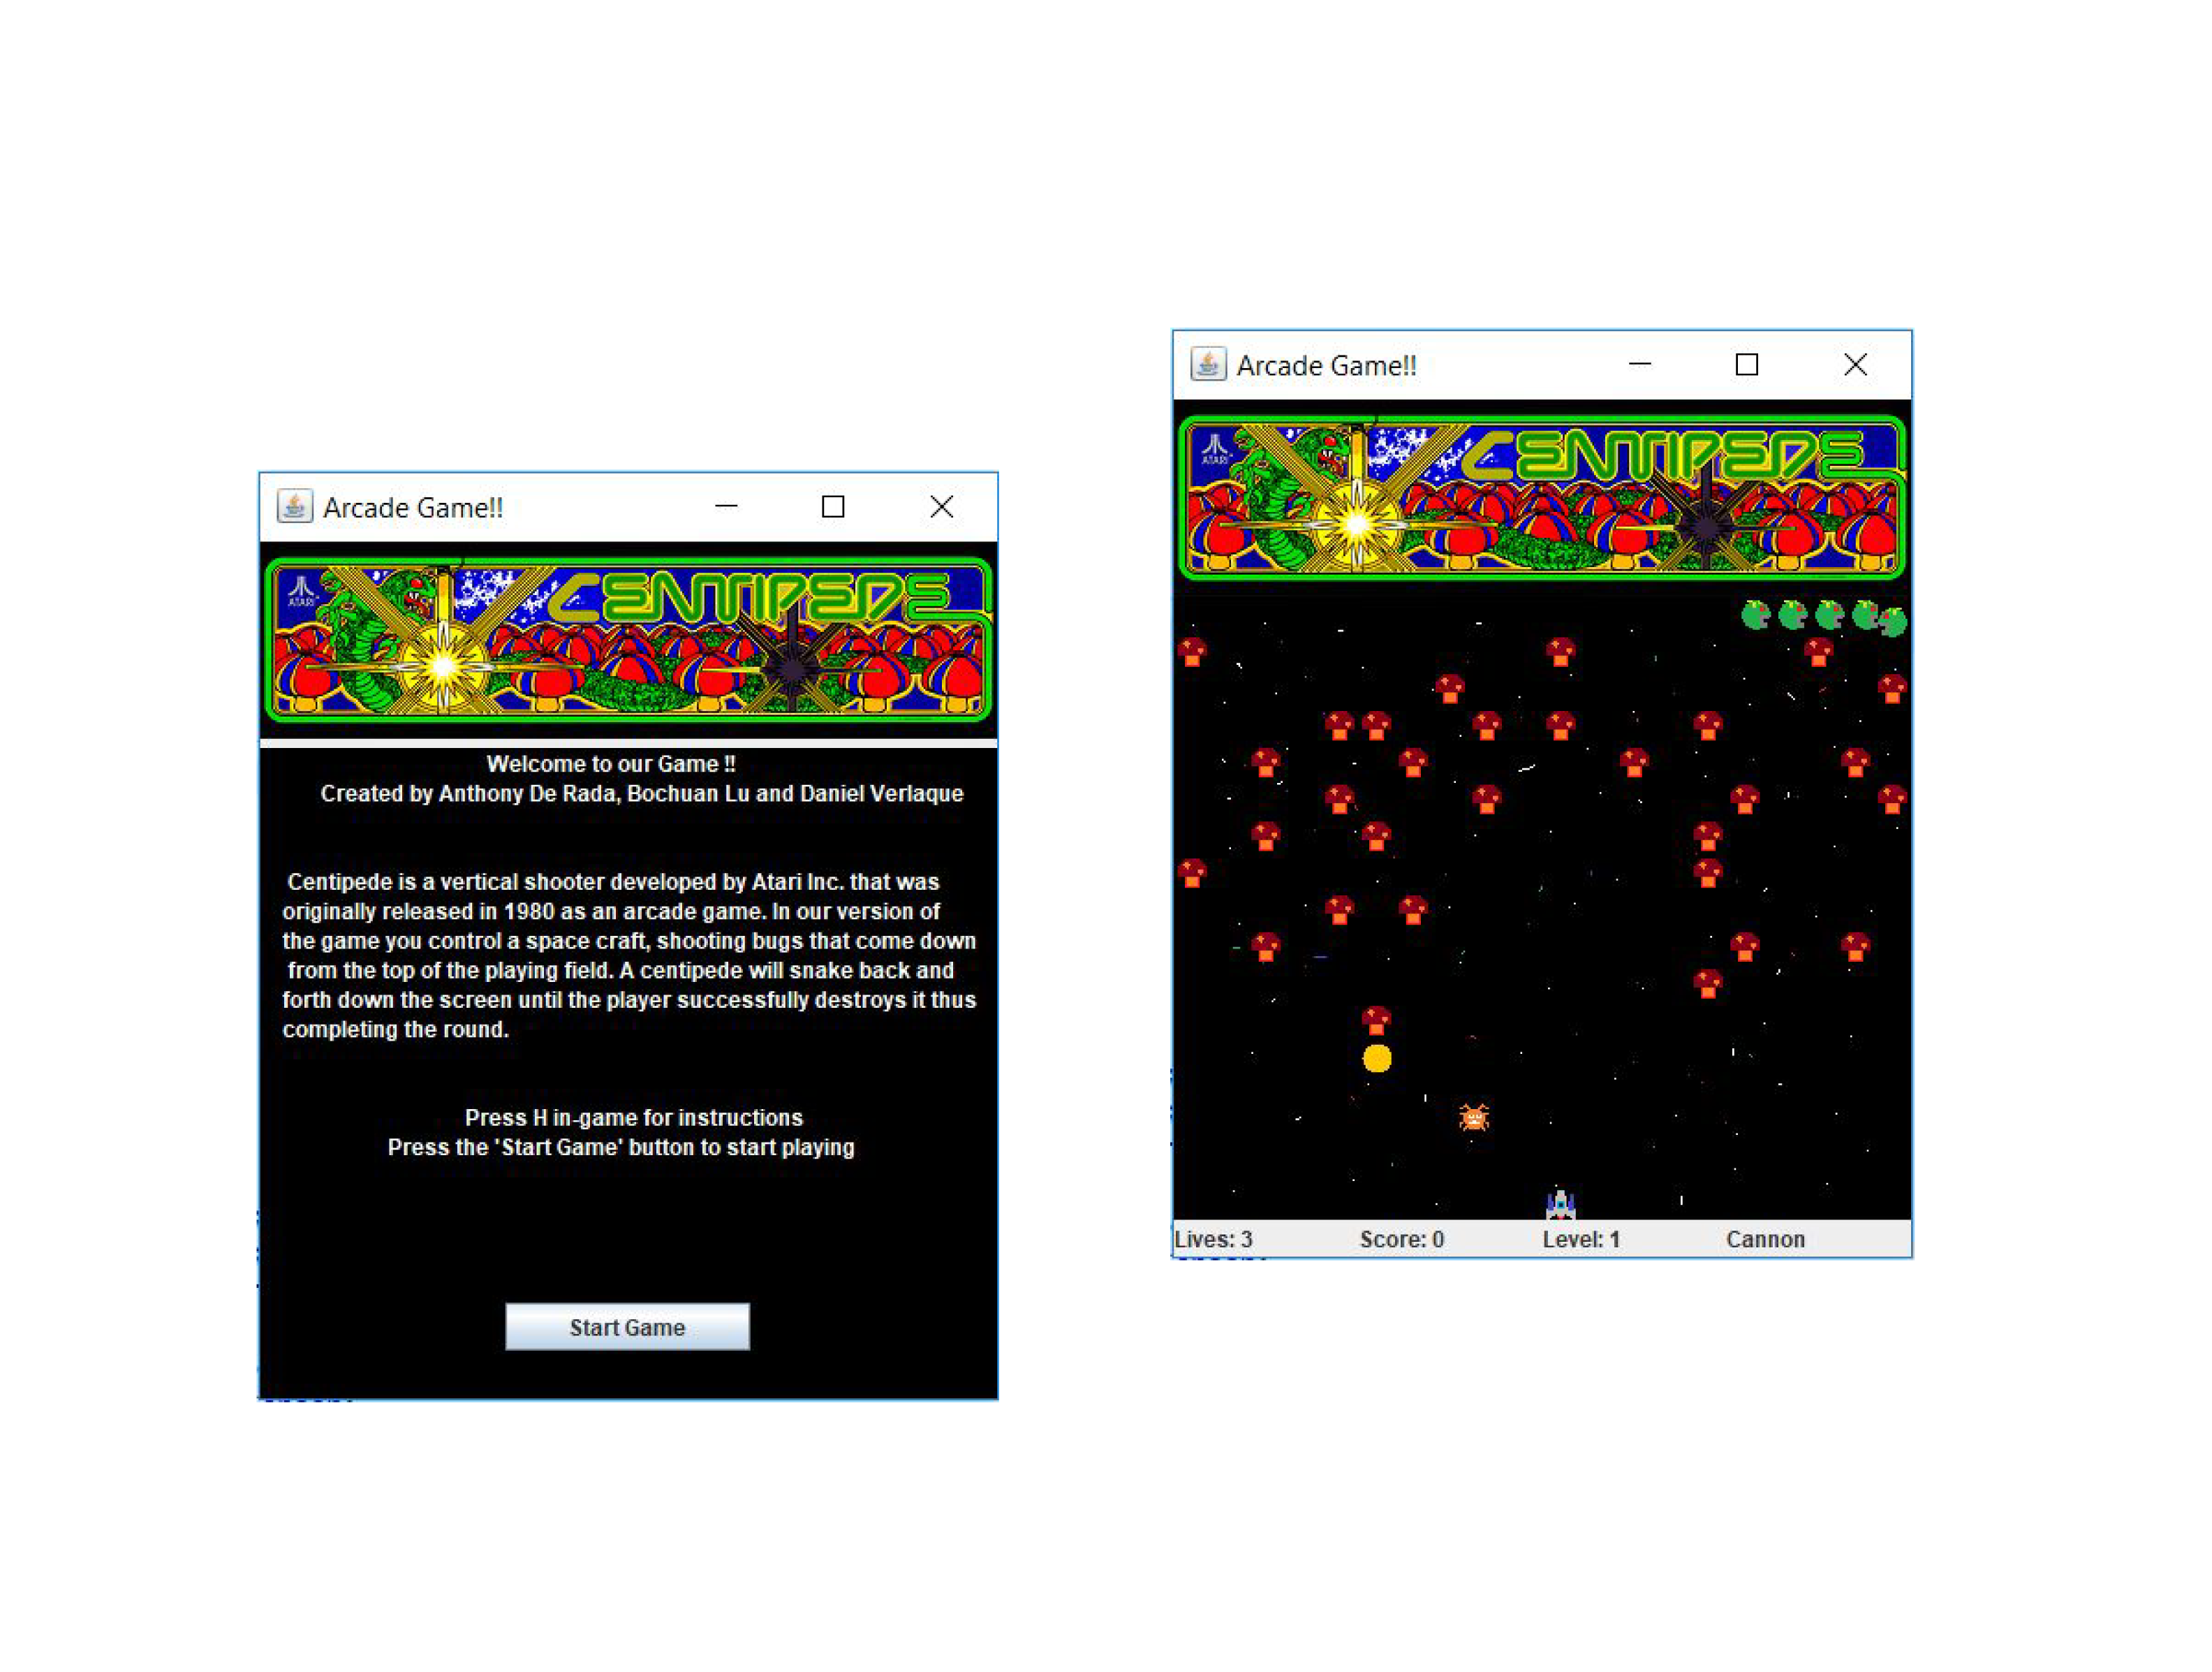 Arcade Game!!
ATARI
CENTIPEDE
Welcome to our Game !!
Created by Anthony De Rada, Bochuan Lu and Daniel Verlaque
Centipede is a vertical shooter developed by Atari Inc. that was
originally released in 1980 as an arcade game. In our version of
the game you control a space craft, shooting bugs that come down
from the top of the playing field. A centipede will snake back and
forth down the screen until the player successfully destroys it thus
completing the round.
Press H in-game for instructions
Press the 'Start Game' button to start playing
Start Game
Arcade Game!!
ATARI
CENTIPEDE
Lives: 3 Score: 0 Level: 1 Cannon